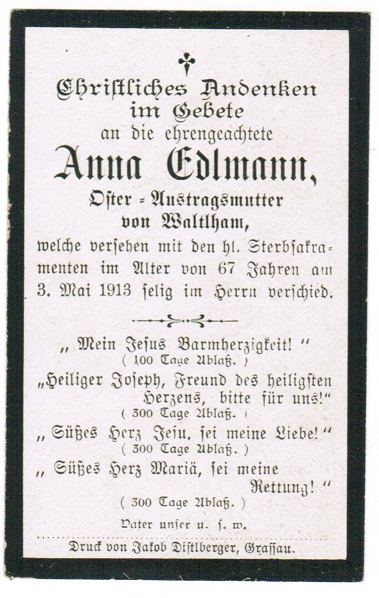 Christliches Andenken
im Gebete
an die ehrengeachtete
Anna Edlmann,
Oster - Austragsmutter
von Waltlham,
welche versehen mit den hl. Sterbsakra-
menten im Alter von 67 Jahren am
3. Mai 1913 selig im Herrn verschied.
„Mein Jesus Barmherzigkeit!"
(100 Tage Ablaß.)
„Heiliger Joseph, Freund des heiligsten
Herzens, bitte für uns!"
(300 Tage Ablaß.)
„Süßes Herz Jesu, sei meine Liebe!"
(300 Tage Ablaß.)
„Süßes Herz Mariä, sei meine
Rettung!"
(300 Tage Ablaß.)
Vater unser u. s. w.
Druck von Jakob Distlberger, Grassau.